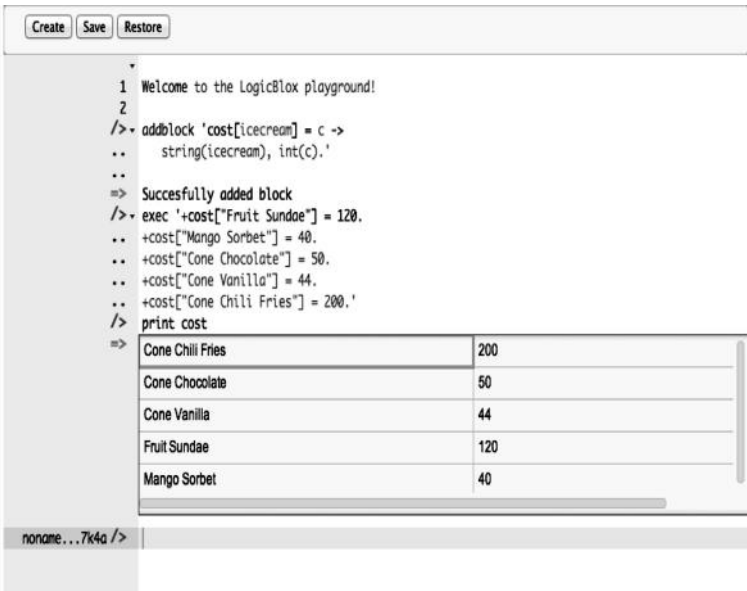 Create Save Restore
1 Welcome to the LogicBlox playground!
2
/> addblock 'cost[icecream] = c ->
.. string(icecream), int(c).'
..
=> Succesfully added block
/> exec '+cost["Fruit Sundae"] = 120.
.. +cost["Mango Sorbet"] = 40.
.. +cost["Cone Chocolate"] = 50.
.. +cost["Cone Vanilla"] = 44.
.. +cost["Cone Chili Fries"] = 200.'
/> print cost
=> Cone Chili Fries 200
Cone Chocolate 50
Cone Vanilla 44
Fruit Sundae 120
Mango Sorbet 40
noname...7k4a />